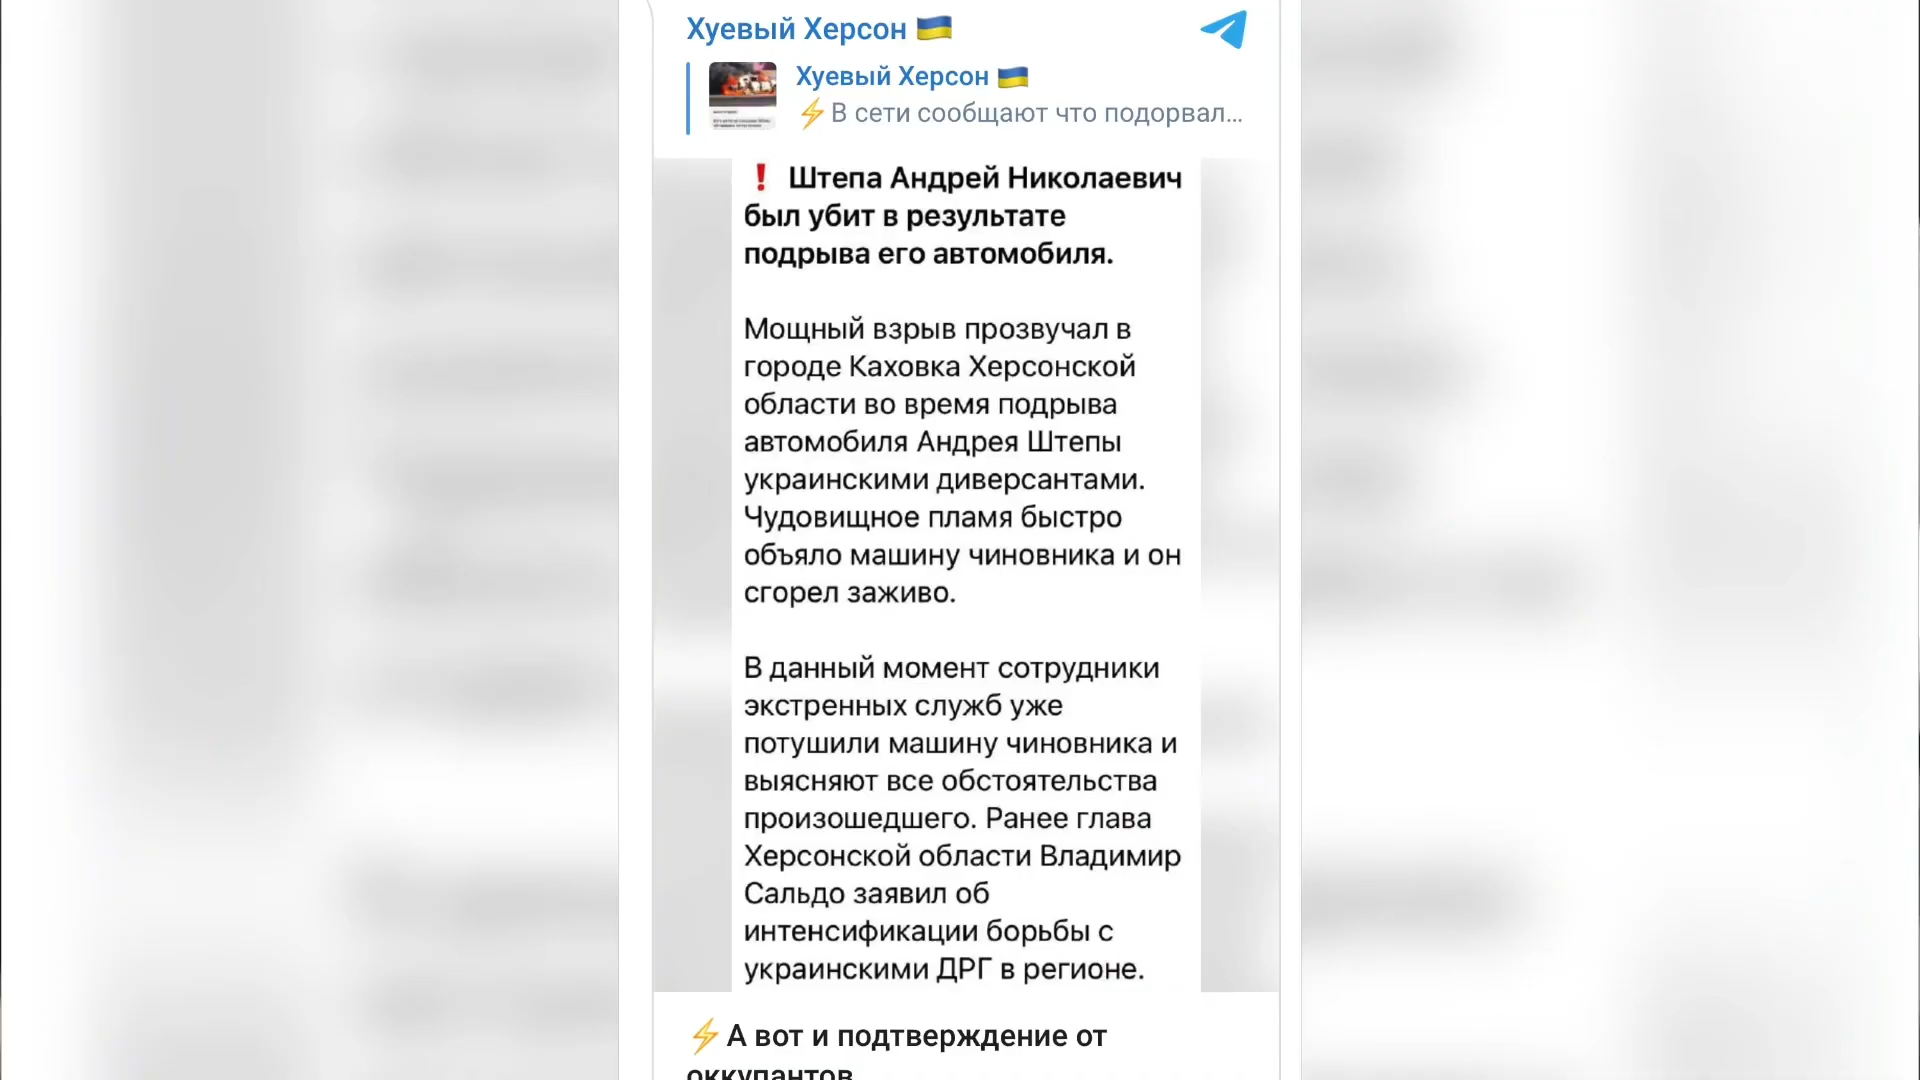 Хуевый Херсон 🇺🇦
Хуевый Херсон 🇺🇦
⚡В сети сообщают что подорвал...
❗ Штепа Андрей Николаевич
был убит в результате
подрыва его автомобиля.
Мощный взрыв прозвучал в
городе Каховка Херсонской
области во время подрыва
автомобиля Андрея Штепы
украинскими диверсантами.
Чудовищное пламя быстро
объяло машину чиновника и он
сгорел заживо.
В данный момент сотрудники
экстренных служб уже
потушили машину чиновника и
выясняют все обстоятельства
произошедшего. Ранее глава
Херсонской области Владимир
Сальдо заявил об
интенсификации борьбы с
украинскими ДРГ в регионе.
⚡А вот и подтверждение от
оккупантов